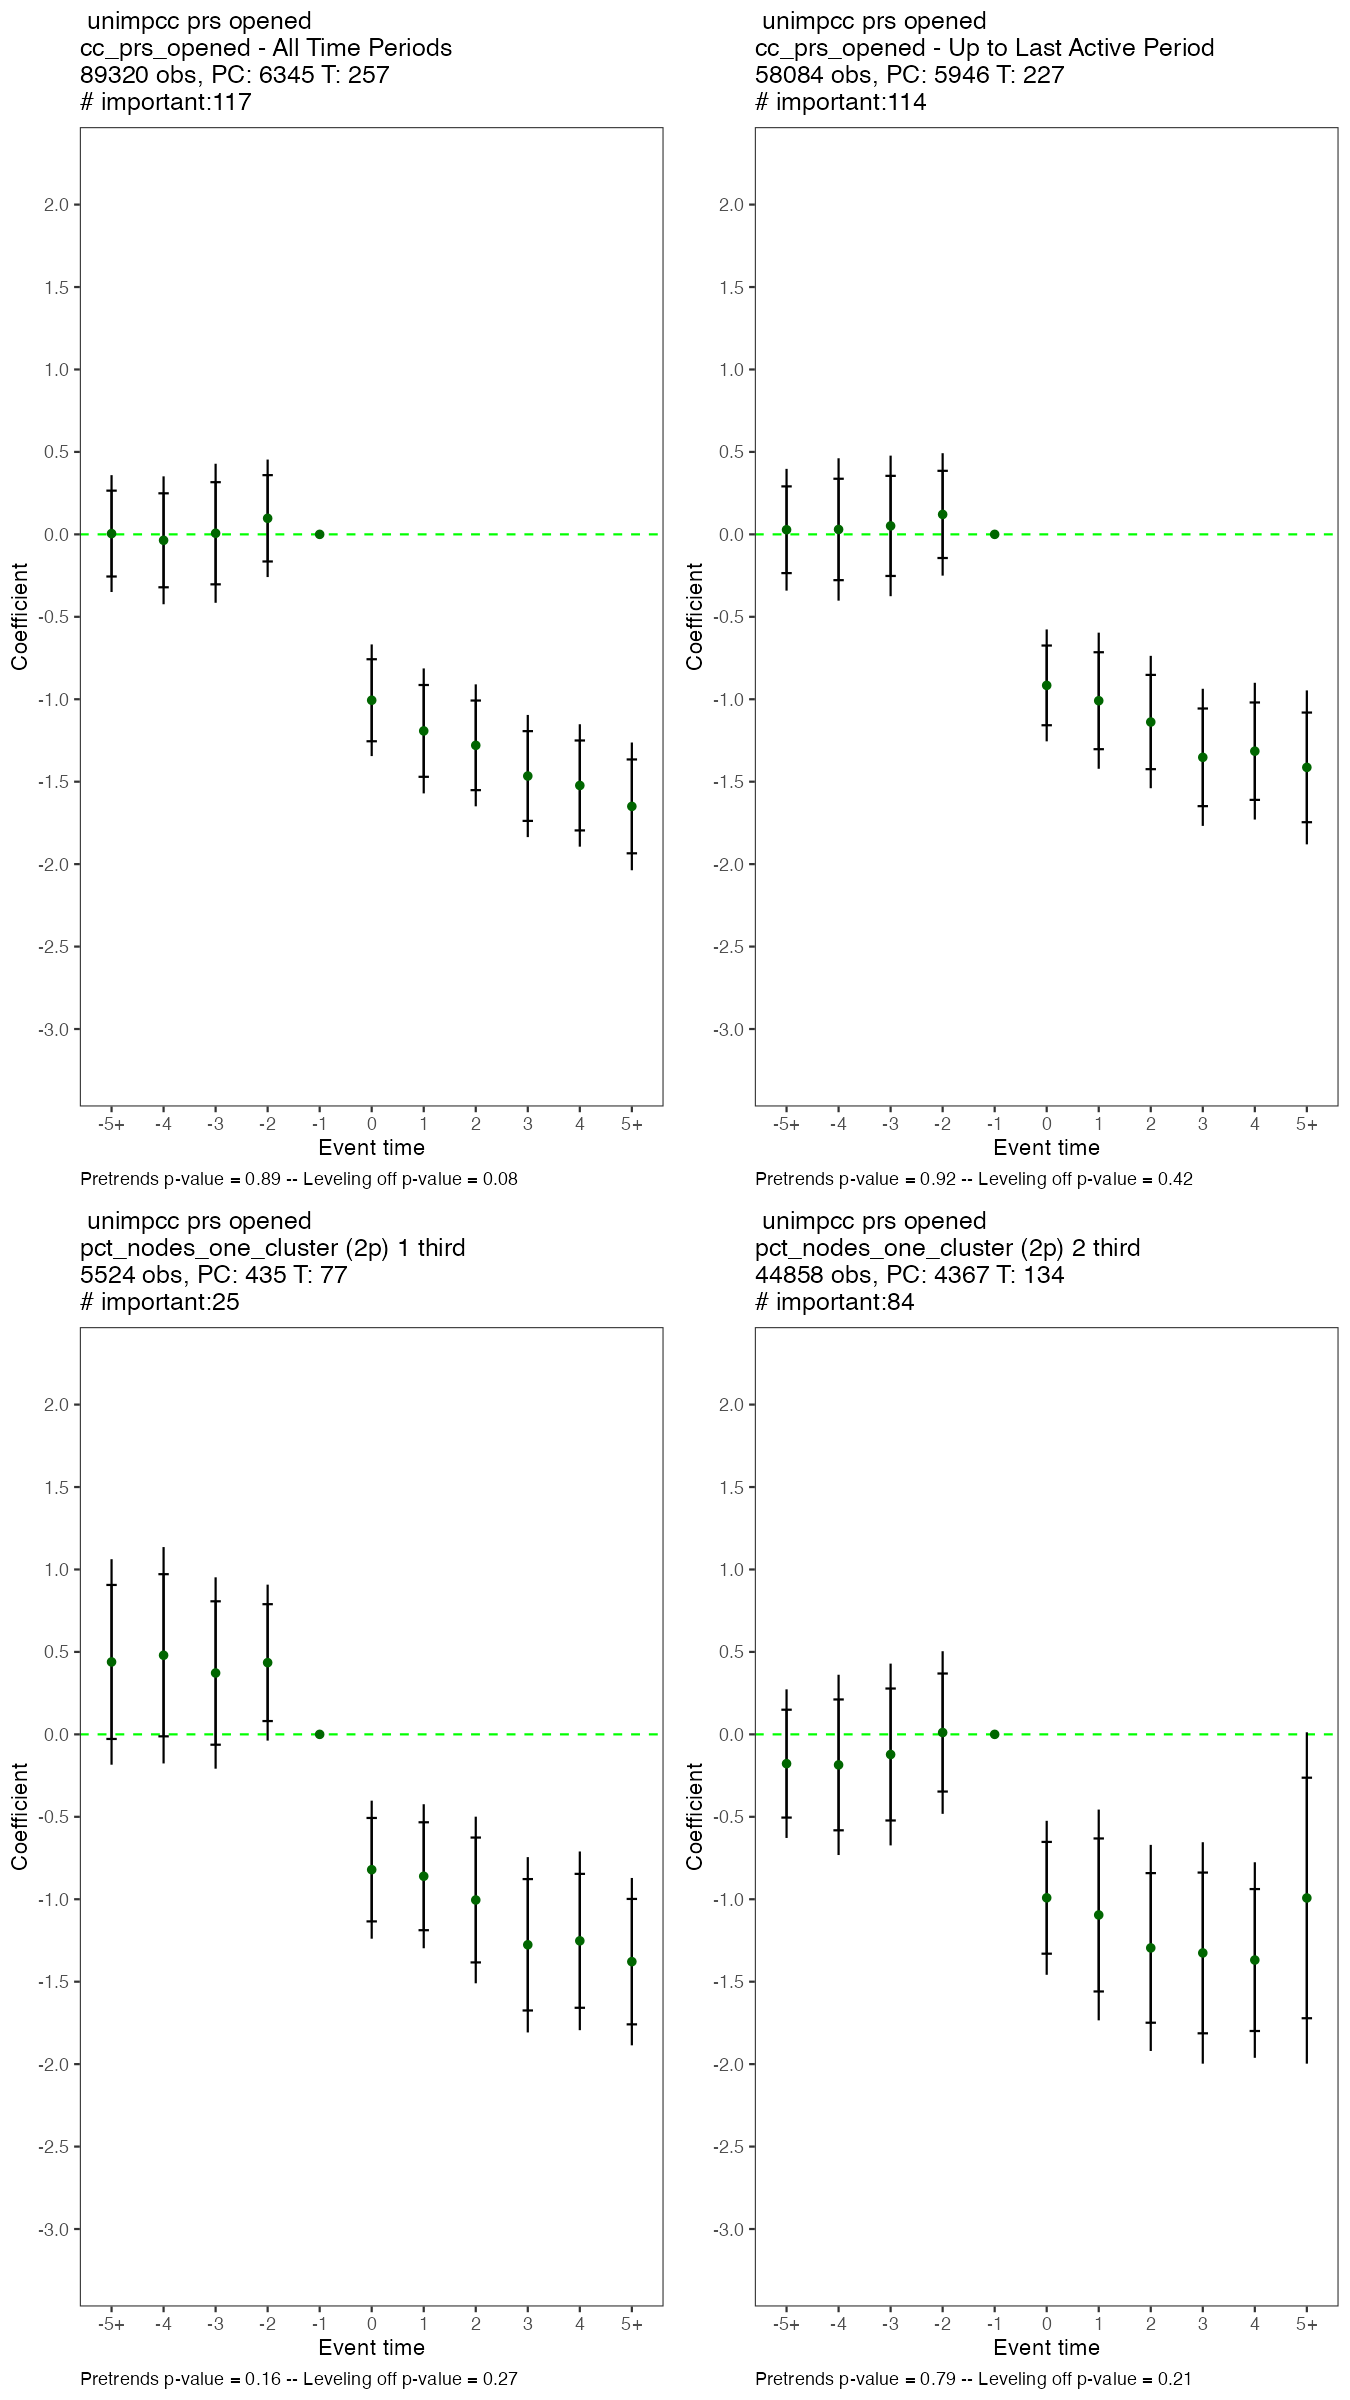 unimpcc prs opened
cc_prs_opened - All Time Periods
89320 obs, PC: 6345 T: 257
# important:117
Coefficient
2.0
1.5
1.0
0.5
0.0
-0.5
-1.0
-1.5
-2.0
-2.5
-3.0
-5+ -4 -3 -2 -1 0 1 2 3 4 5+
Event time
Pretrends p-value = 0.89 -- Leveling off p-value = 0.08
unimpcc prs opened
cc_prs_opened - Up to Last Active Period
58084 obs, PC: 5946 T: 227
# important:114
Coefficient
2.0
1.5
1.0
0.5
0.0
-0.5
-1.0
-1.5
-2.0
-2.5
-3.0
-5+ -4 -3 -2 -1 0 1 2 3 4 5+
Event time
Pretrends p-value = 0.92 -- Leveling off p-value = 0.42
unimpcc prs opened
pct_nodes_one_cluster (2p) 1 third
5524 obs, PC: 435 T: 77
# important:25
Coefficient
2.0
1.5
1.0
0.5
0.0
-0.5
-1.0
-1.5
-2.0
-2.5
-3.0
-5+ -4 -3 -2 -1 0 1 2 3 4 5+
Event time
Pretrends p-value = 0.16 -- Leveling off p-value = 0.27
unimpcc prs opened
pct_nodes_one_cluster (2p) 2 third
44858 obs, PC: 4367 T: 134
# important:84
Coefficient
2.0
1.5
1.0
0.5
0.0
-0.5
-1.0
-1.5
-2.0
-2.5
-3.0
-5+ -4 -3 -2 -1 0 1 2 3 4 5+
Event time
Pretrends p-value = 0.79 -- Leveling off p-value = 0.21